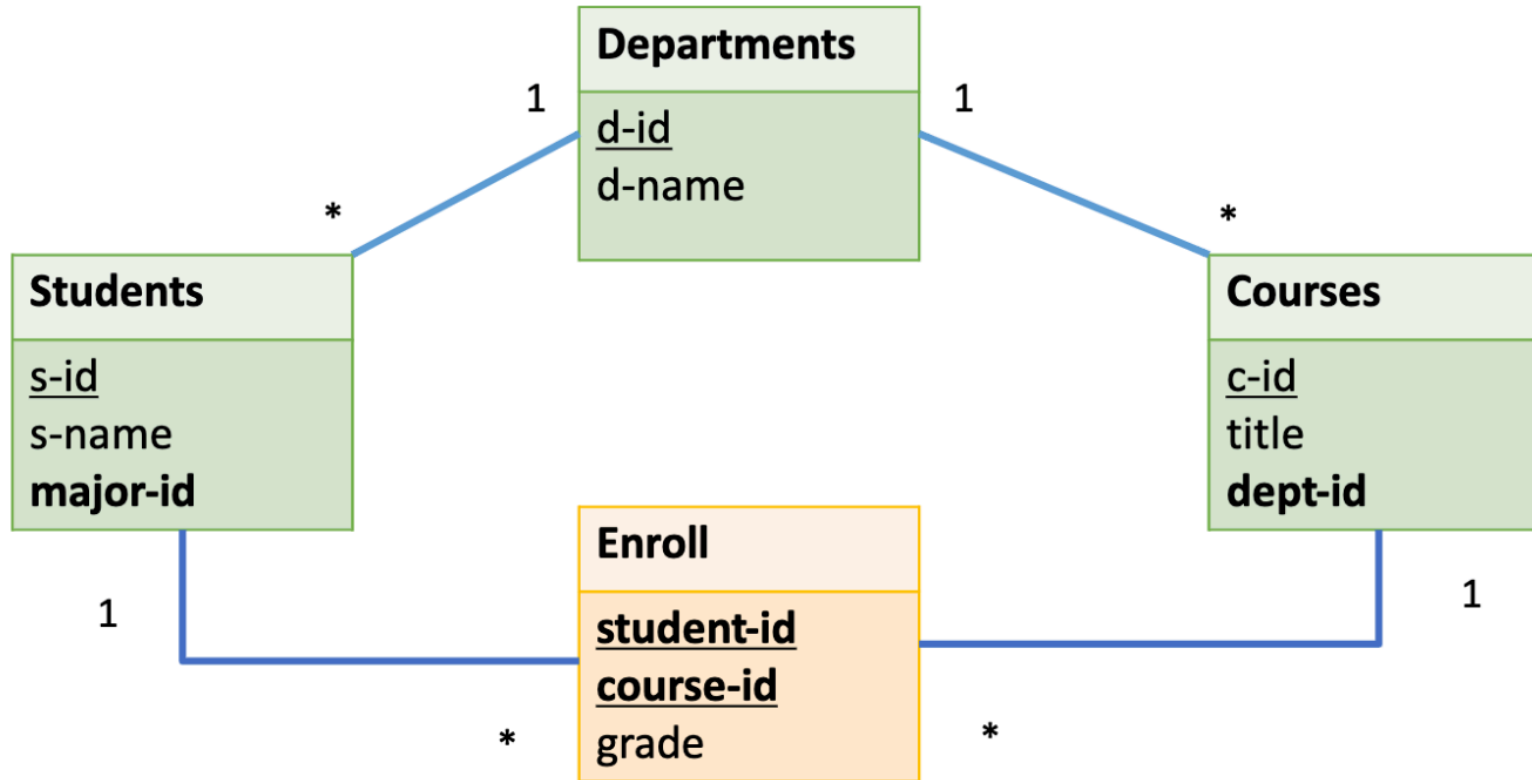 Departments
1
1
d-id
d-name
*
*
Students
s-id
s-name
major-id
Courses
c-id
title
dept-id
Enroll
student-id
course-id
grade
1
1
*
*